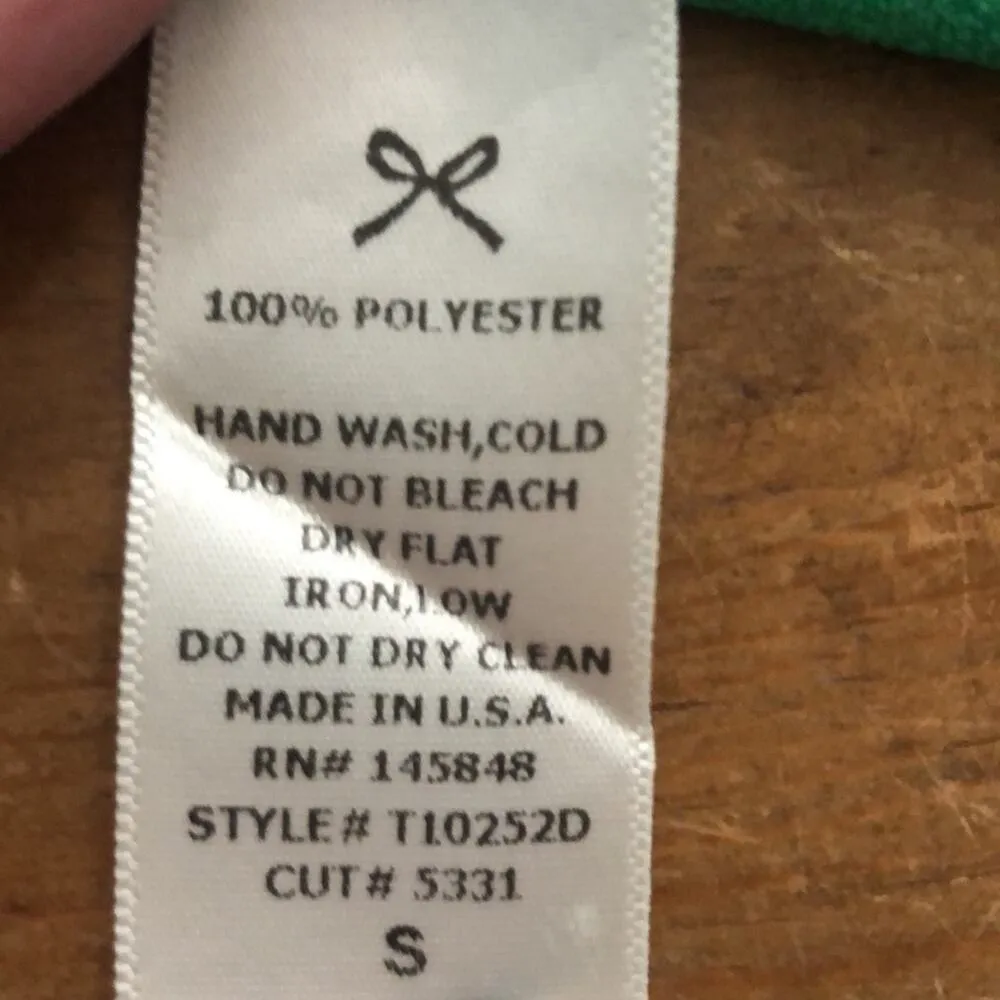 100% POLYESTER
HAND WASH,COLD
DO NOT BLEACH
DRY FLAT
IRON,LOW
DO NOT DRY CLEAN
MADE IN U.S.A.
RN# 145848
STYLE# T10252D
CUT# 5331
S